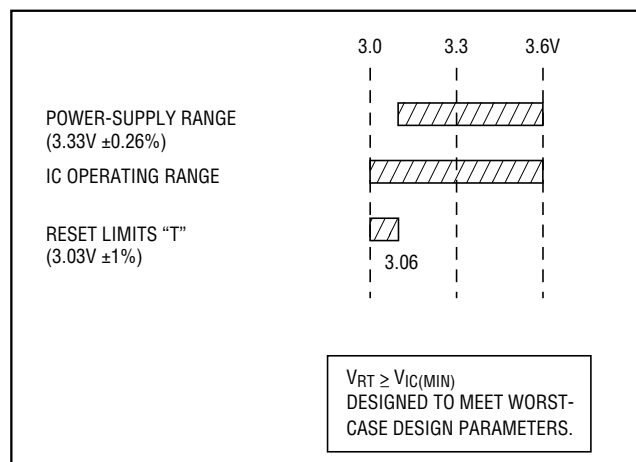 3.0 3.3 3.6V
POWER-SUPPLY RANGE
(3.33V ±0.26%)
IC OPERATING RANGE
RESET LIMITS “T”
(3.03V ±1%)
3.06
VRT ≥ VIC(MIN)
DESIGNED TO MEET WORST-
CASE DESIGN PARAMETERS.